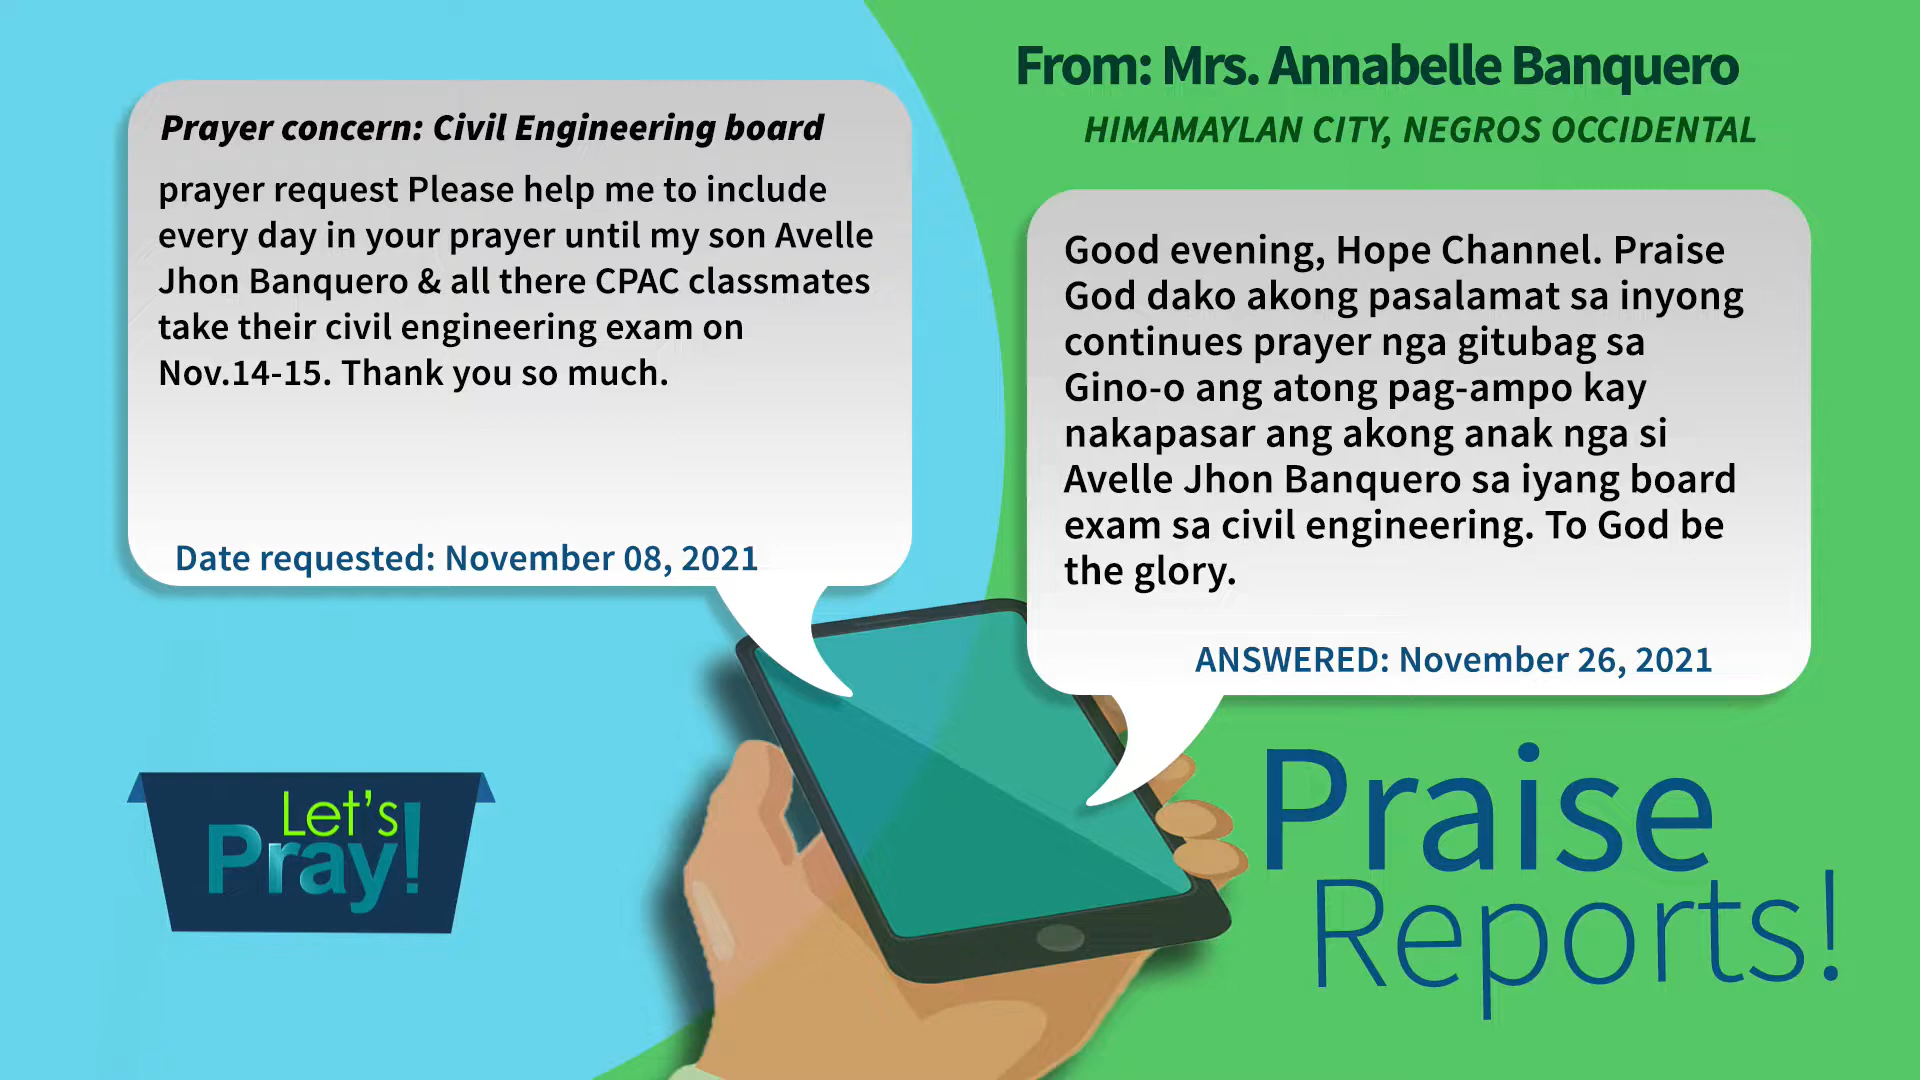 From: Mrs. Annabelle Banquero
HIMAMAYLAN CITY, NEGROS OCCIDENTAL
Prayer concern: Civil Engineering board
prayer request Please help me to include
every day in your prayer until my son Avelle
Jhon Banquero & all there CPAC classmates
take their civil engineering exam on
Nov.14-15. Thank you so much.
Date requested: November 08, 2021
Good evening, Hope Channel. Praise
God dako akong pasalamat sa inyong
continues prayer nga gitubag sa
Gino-o ang atong pag-ampo kay
nakapasar ang akong anak nga si
Avelle Jhon Banquero sa iyang board
exam sa civil engineering. To God be
the glory.
ANSWERED: November 26, 2021
Let's
Pray!
Praise
Reports!